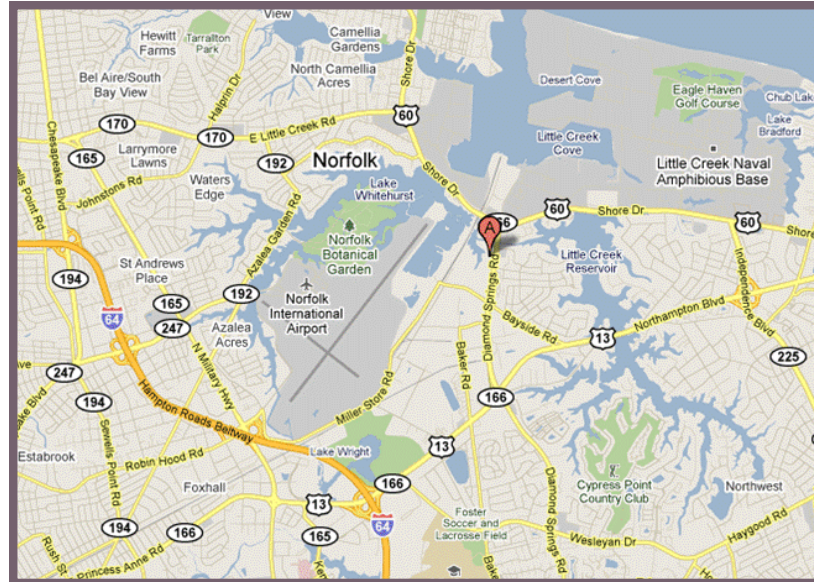 View
Hewitt
Farms
Tarrallton
Park
Camellia
Gardens
Shore Dr
Bel Aire/South
Bay View
Halprin Dr
North Camellia
Acres
Desert Cove
Eagle Haven
Golf Course
Chub Lake
Lake
Bradford
170
170
E Little Creek Rd
60
Chesapeake Blvd
165
Larrymore
Lawns
192
Norfolk
Little Creek
Cove
Little Creek Naval
Amphibious Base
Johnstons Rd
Waters
Edge
Lake
Whitehurst
Shore Dr
Azalea Garden Rd
66
60
Shore Dr
60
Shore
A
Norfolk
Botanical
Garden
Little Creek
Reservoir
St Andrews
Place
194
192
Norfolk
International
Airport
Diamond Springs Rd
Independence Blvd
Northampton Blvd
165
247
64
Azalea
Acres
N Military Hwy
Bayside Rd
13
225
247
Ave
Baker Rd
194
Hampton Roads Beltway
Miller Store Rd
166
Sewells Point Rd
Estabrook
Robin Hood Rd
Lake Wright
13
Foxhall
166
Cypress Point
Country Club
Northwest
13
Diamond Springs Rd
194
166
64
165
Foster
Soccer and
Lacrosse Field
Wesleyan Dr
Haygood Rd
Rush St
Princess Anne Rd
Baker